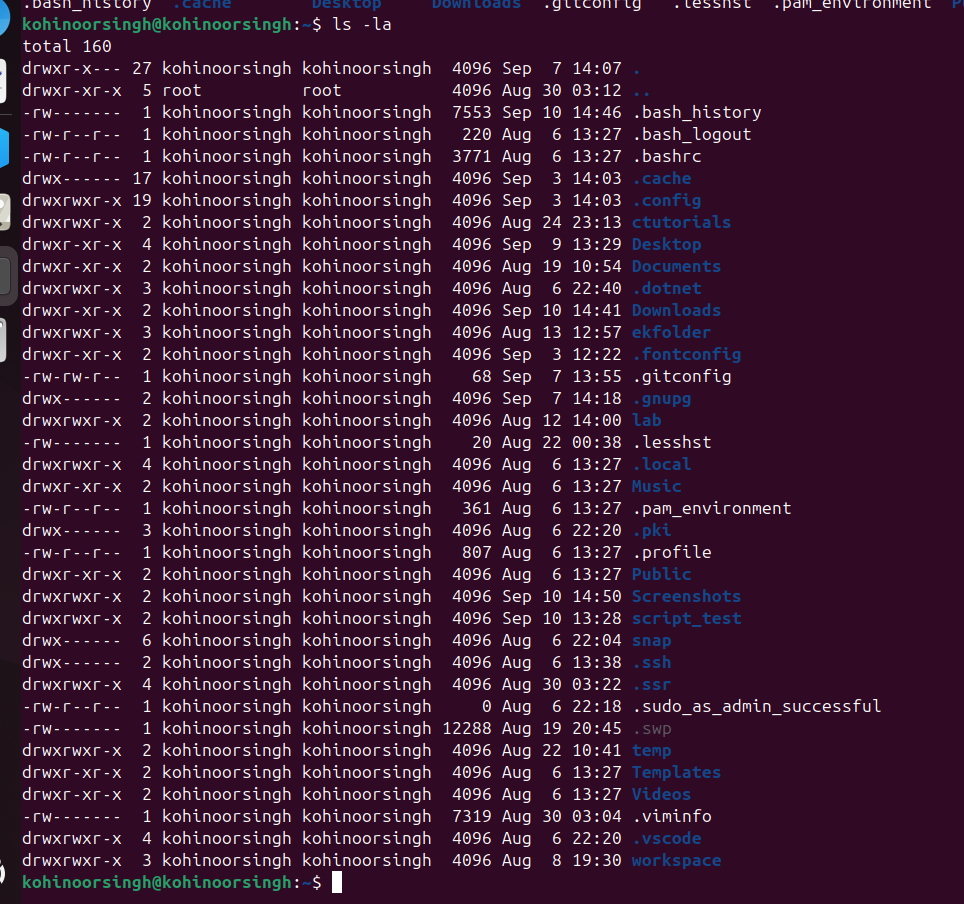 .bash_history .cache Desktop Downloads .gitconfig .lesshst .pam_environment
kohinoorsingh@kohinoorsingh:~$ ls -la
total 160
drwxr-x--- 27 kohinoorsingh kohinoorsingh  4096 Sep  7 14:07 .
drwxr-xr-x  5 root          root           4096 Aug 30 03:12 ..
-rw-------  1 kohinoorsingh kohinoorsingh  7553 Sep 10 14:46 .bash_history
-rw-r--r--  1 kohinoorsingh kohinoorsingh   220 Aug  6 13:27 .bash_logout
-rw-r--r--  1 kohinoorsingh kohinoorsingh  3771 Aug  6 13:27 .bashrc
drwx------ 17 kohinoorsingh kohinoorsingh  4096 Sep  3 14:03 .cache
drwxrwxr-x 19 kohinoorsingh kohinoorsingh  4096 Sep  3 14:03 .config
drwxrwxr-x  2 kohinoorsingh kohinoorsingh  4096 Aug 24 23:13 ctutorials
drwxr-xr-x  4 kohinoorsingh kohinoorsingh  4096 Sep  9 13:29 Desktop
drwxr-xr-x  2 kohinoorsingh kohinoorsingh  4096 Aug 19 10:54 Documents
drwxrwxr-x  3 kohinoorsingh kohinoorsingh  4096 Aug  6 22:40 .dotnet
drwxr-xr-x  2 kohinoorsingh kohinoorsingh  4096 Sep 10 14:41 Downloads
drwxrwxr-x  3 kohinoorsingh kohinoorsingh  4096 Aug 13 12:57 ekfolder
drwxr-xr-x  2 kohinoorsingh kohinoorsingh  4096 Sep  3 12:22 .fontconfig
-rw-rw-r--  1 kohinoorsingh kohinoorsingh    68 Sep  7 13:55 .gitconfig
drwx------  2 kohinoorsingh kohinoorsingh  4096 Sep  7 14:18 .gnupg
drwxrwxr-x  2 kohinoorsingh kohinoorsingh  4096 Aug 12 14:00 lab
-rw-------  1 kohinoorsingh kohinoorsingh    20 Aug 22 00:38 .lesshst
drwxrwxr-x  4 kohinoorsingh kohinoorsingh  4096 Aug  6 13:27 .local
drwxr-xr-x  2 kohinoorsingh kohinoorsingh  4096 Aug  6 13:27 Music
-rw-r--r--  1 kohinoorsingh kohinoorsingh   361 Aug  6 13:27 .pam_environment
drwx------  3 kohinoorsingh kohinoorsingh  4096 Aug  6 22:20 .pki
-rw-r--r--  1 kohinoorsingh kohinoorsingh   807 Aug  6 13:27 .profile
drwxr-xr-x  2 kohinoorsingh kohinoorsingh  4096 Aug  6 13:27 Public
drwxrwxr-x  2 kohinoorsingh kohinoorsingh  4096 Sep 10 14:50 Screenshots
drwxrwxr-x  2 kohinoorsingh kohinoorsingh  4096 Sep 10 13:28 script_test
drwx------  6 kohinoorsingh kohinoorsingh  4096 Aug  6 22:04 snap
drwx------  2 kohinoorsingh kohinoorsingh  4096 Aug  6 13:38 .ssh
drwxrwxr-x  4 kohinoorsingh kohinoorsingh  4096 Aug 30 03:22 .ssr
-rw-r--r--  1 kohinoorsingh kohinoorsingh     0 Aug  6 22:18 .sudo_as_admin_successful
-rw-------  1 kohinoorsingh kohinoorsingh 12288 Aug 19 20:45 .swp
drwxrwxr-x  2 kohinoorsingh kohinoorsingh  4096 Aug 22 10:41 temp
drwxr-xr-x  2 kohinoorsingh kohinoorsingh  4096 Aug  6 13:27 Templates
drwxr-xr-x  2 kohinoorsingh kohinoorsingh  4096 Aug  6 13:27 Videos
-rw-------  1 kohinoorsingh kohinoorsingh  7319 Aug 30 03:04 .viminfo
drwxrwxr-x  4 kohinoorsingh kohinoorsingh  4096 Aug  6 22:20 .vscode
drwxrwxr-x  3 kohinoorsingh kohinoorsingh  4096 Aug  8 19:30 workspace
kohinoorsingh@kohinoorsingh:~$